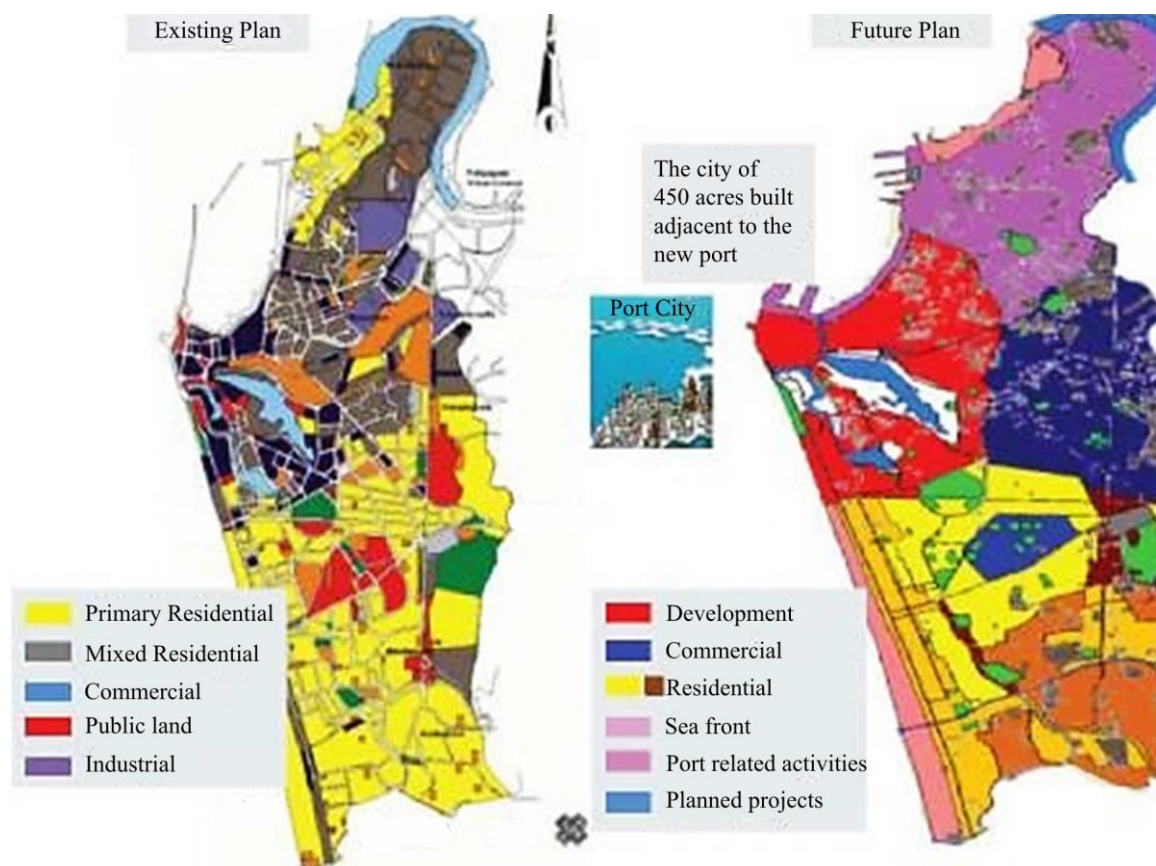 Existing Plan
Future Plan
The city of
450 acres built
adjacent to the
new port
Port City
Primary Residential
Mixed Residential
Commercial
Public land
Industrial
Development
Commercial
Residential
Sea front
Port related activities
Planned projects